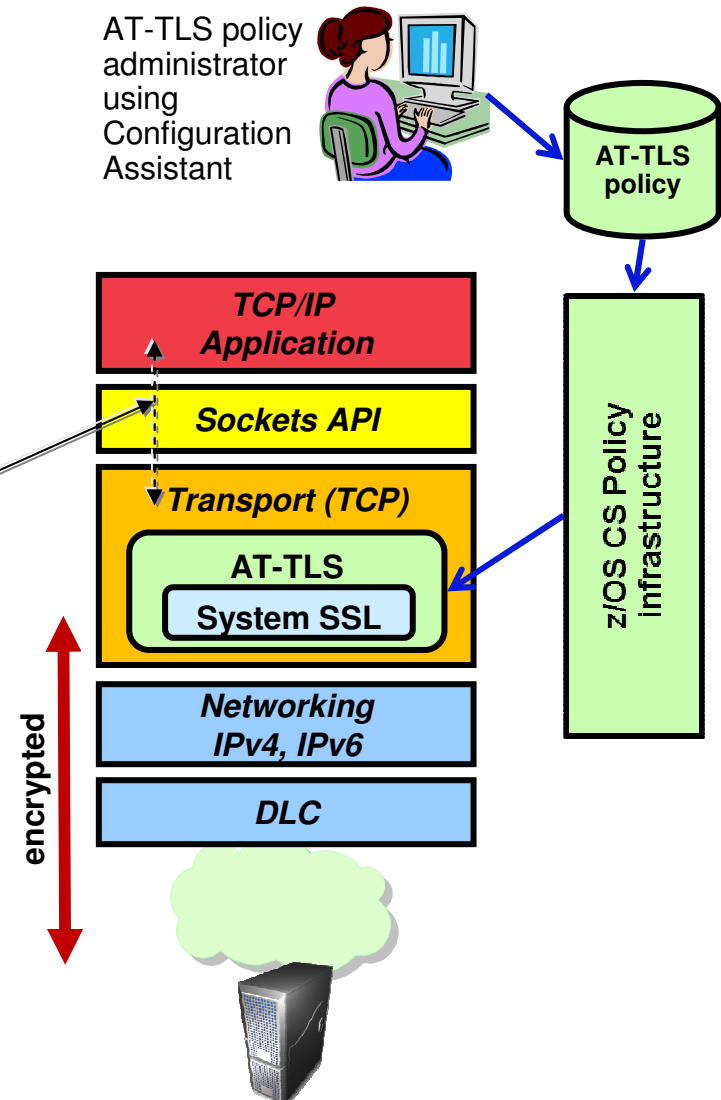 AT-TLS policy
administrator
using
Configuration
Assistant
AT-TLS
policy
TCP/IP
Application
Sockets API
Transport (TCP)
AT-TLS
System SSL
Networking
IPv4, IPv6
DLC
z/OS CS Policy
infrastructure
encrypted